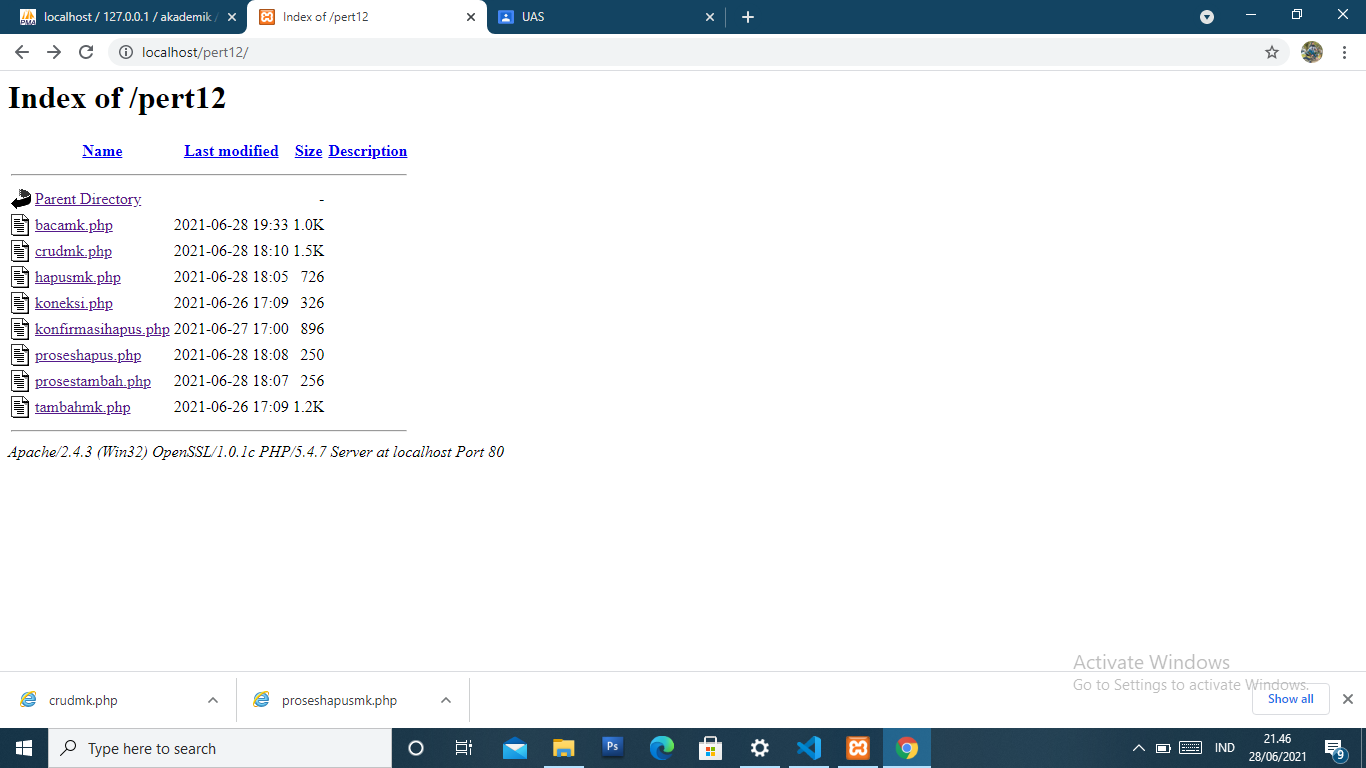 localhost / 127.0.0.1 / akademik /
Index of /pert12
UAS
localhost/pert12/
Index of /pert12
Name Last modified Size Description
Parent Directory -
bacamk.php 2021-06-28 19:33 1.0K
crudmk.php 2021-06-28 18:10 1.5K
hapusmk.php 2021-06-28 18:05 726
koneksi.php 2021-06-26 17:09 326
konfirmasihapus.php 2021-06-27 17:00 896
proseshapus.php 2021-06-28 18:08 250
prosestambah.php 2021-06-28 18:07 256
tambahmk.php 2021-06-26 17:09 1.2K
Apache/2.4.3 (Win32) OpenSSL/1.0.1c PHP/5.4.7 Server at localhost Port 80
Activate Windows
Go to Settings to activate Windows.
crudmk.php
proseshapusmk.php
Show all
Type here to search
Ps
IND
21.46
28/06/2021
9